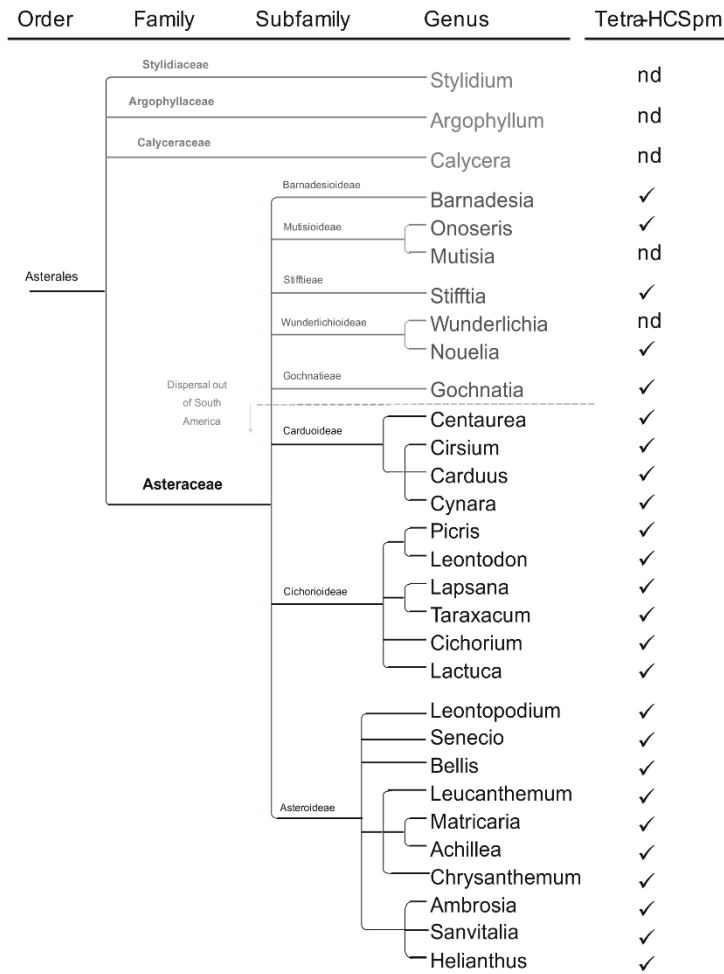 Order Family Subfamily Genus Tetra-HCSpm
Stylidiaceae
Stylidium nd
Argophyllaceae
Argophyllum nd
Calyceraceae
Calycera nd
Barnadesioideae
Barnadesia ✓
Onoseris ✓
Mutisioideae
Mutisia nd
Asterales
Stifftieae
Stifftia ✓
Wunderlichia nd
Wunderlichioideae
Nouelia ✓
Gochnatieae
Gochnatia ✓
Dispersal out
of South
America
Centaurea ✓
Carduoideae
Cirsium ✓
Carduus ✓
Asteraceae
Cynara ✓
Picris ✓
Leontodon ✓
Cichorioideae
Lapsana ✓
Taraxacum ✓
Cichorium ✓
Lactuca ✓
Leontopodium ✓
Senecio ✓
Bellis ✓
Leucanthemum ✓
Asteroideae
Matricaria ✓
Achillea ✓
Chrysanthemum ✓
Ambrosia ✓
Sanvitalia ✓
Helianthus ✓